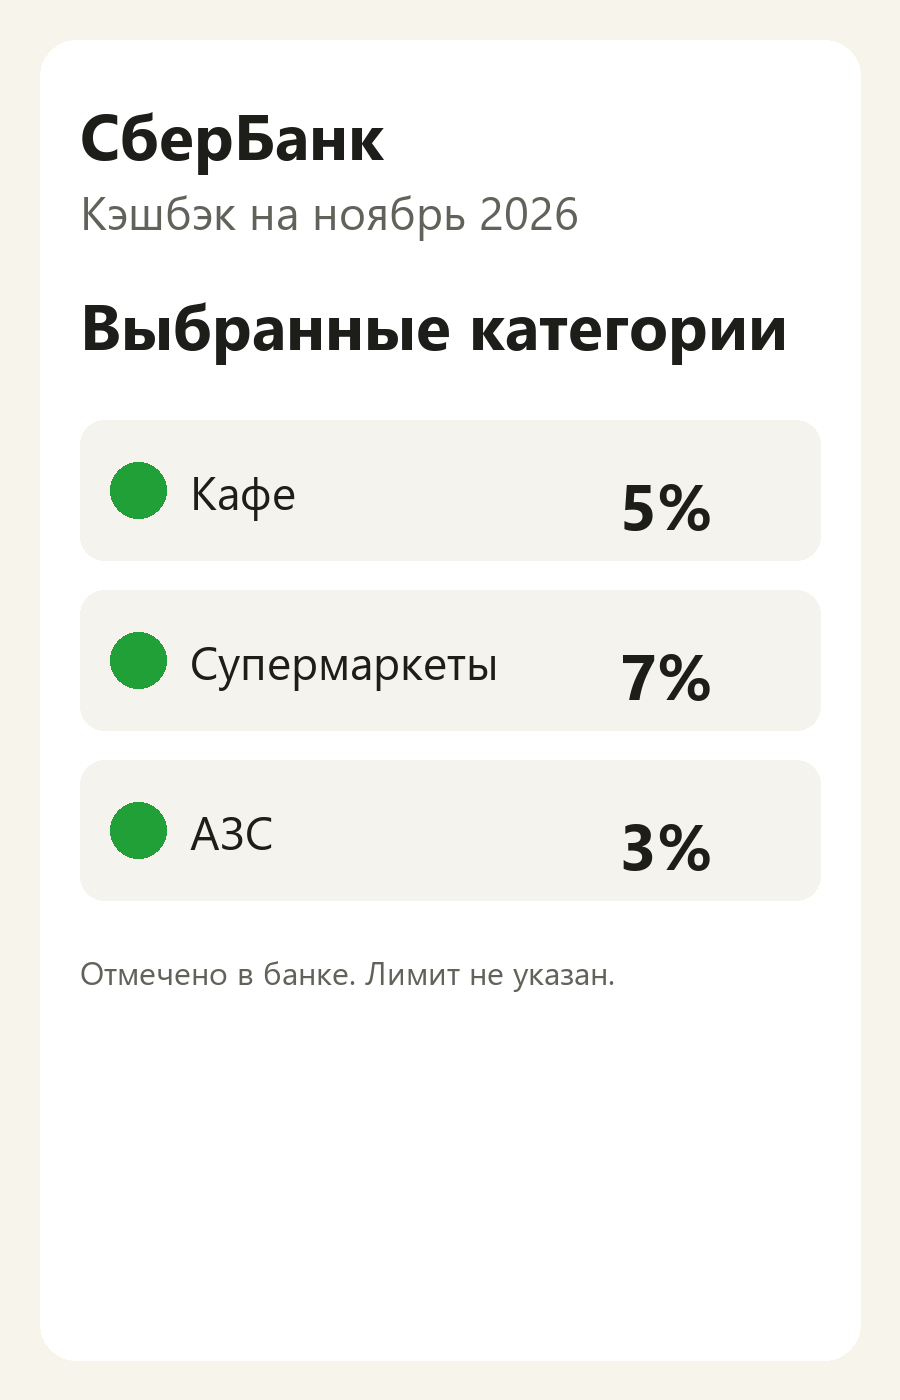 СберБанк
Кэшбэк на ноябрь 2026
Выбранные категории
Кафе 5%
Супермаркеты 7%
АЗС 3%
Отмечено в банке. Лимит не указан.